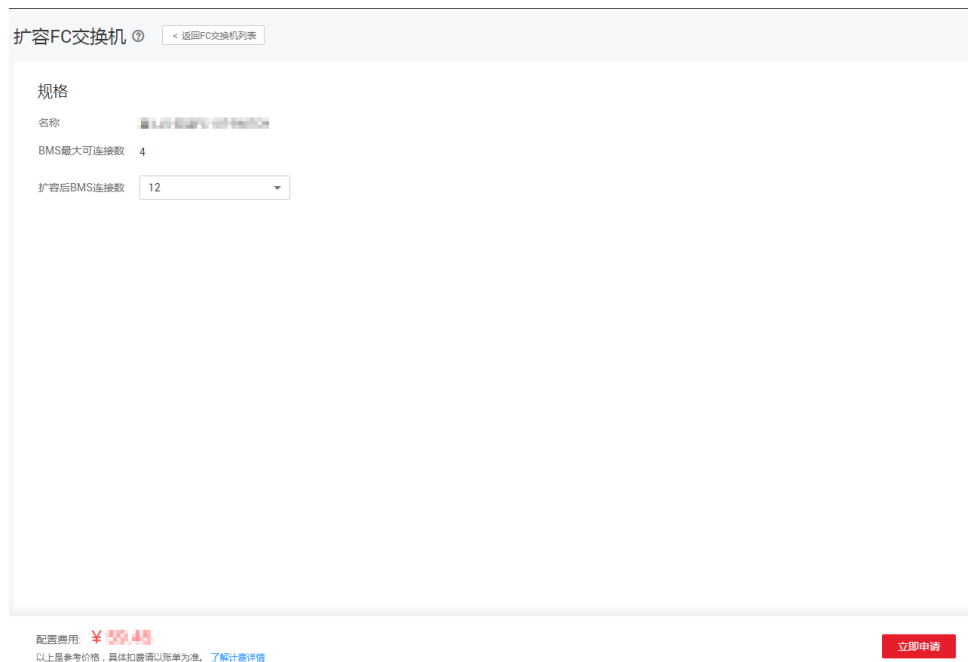 扩容FC交换机 ? < 返回FC交换机列表
规格
名称
BMS最大可连接数 4
扩容后BMS连接数 12
配置费用: ¥
以上是参考价格，具体扣费请以账单为准。 了解计费详情
立即申请